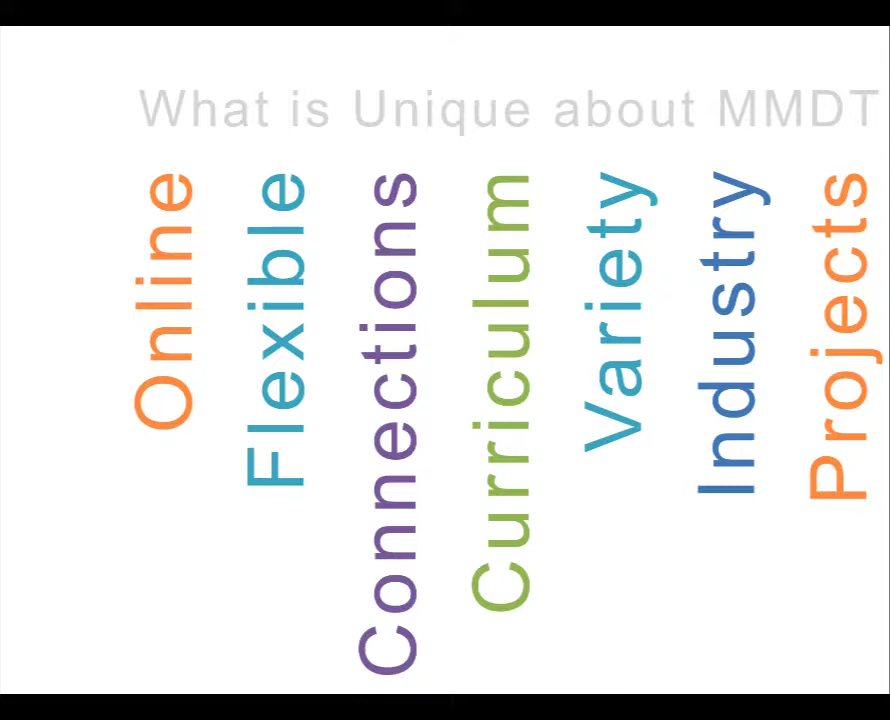 What is Unique about MMDT
Online
Flexible
Connections
Curriculum
Variety
Industry
Projects